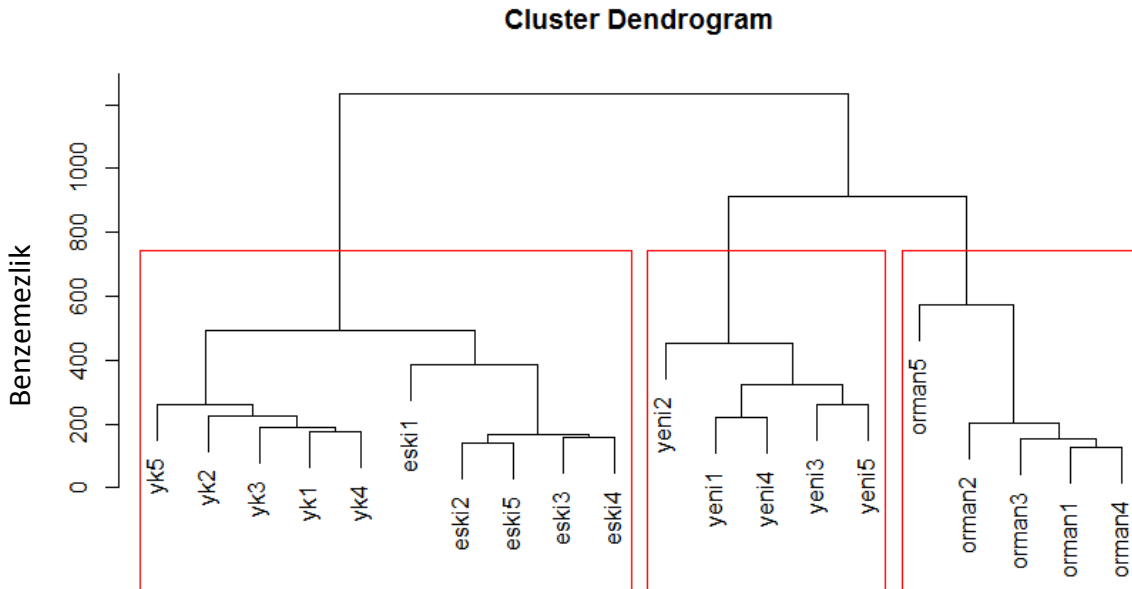 Cluster Dendrogram
Benzemezlik
1000
800
600
400
200
0
yk5
yk2
yk3
yk1
yk4
eski1
eski2
eski5
eski3
eski4
yeni2
yeni1
yeni4
yeni3
yeni5
orman5
orman2
orman3
orman1
orman4